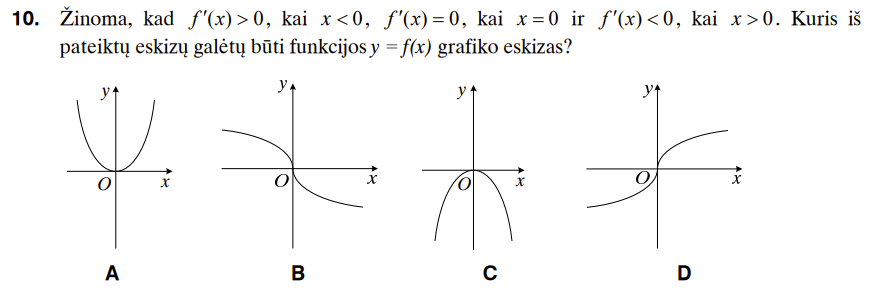 10. Žinoma, kad f′(x) > 0, kai x < 0, f′(x) = 0, kai x = 0 ir f′(x) < 0, kai x > 0. Kuris iš
pateiktų eskizų galėtų būti funkcijos y = f(x) grafiko eskizas?
y y y y
O x O x O x O x
A B C D